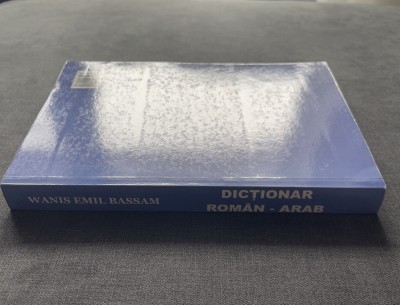 WANIS EMIL BASSAM
DICȚIONAR
ROMÂN - ARAB